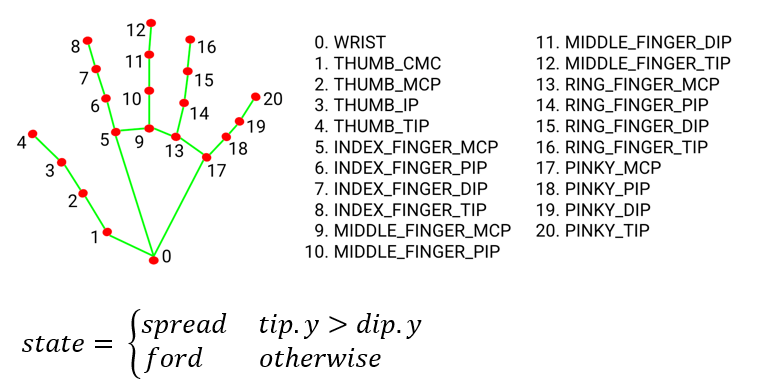 12
8
16
11
7
15
10
6
20
14
19
4
5
9
13
18
3
17
2
1
0
0. WRIST
1. THUMB_CMC
2. THUMB_MCP
3. THUMB_IP
4. THUMB_TIP
5. INDEX_FINGER_MCP
6. INDEX_FINGER_PIP
7. INDEX_FINGER_DIP
8. INDEX_FINGER_TIP
9. MIDDLE_FINGER_MCP
10. MIDDLE_FINGER_PIP
11. MIDDLE_FINGER_DIP
12. MIDDLE_FINGER_TIP
13. RING_FINGER_MCP
14. RING_FINGER_PIP
15. RING_FINGER_DIP
16. RING_FINGER_TIP
17. PINKY_MCP
18. PINKY_PIP
19. PINKY_DIP
20. PINKY_TIP
state = {
spread tip.y > dip.y
ford otherwise